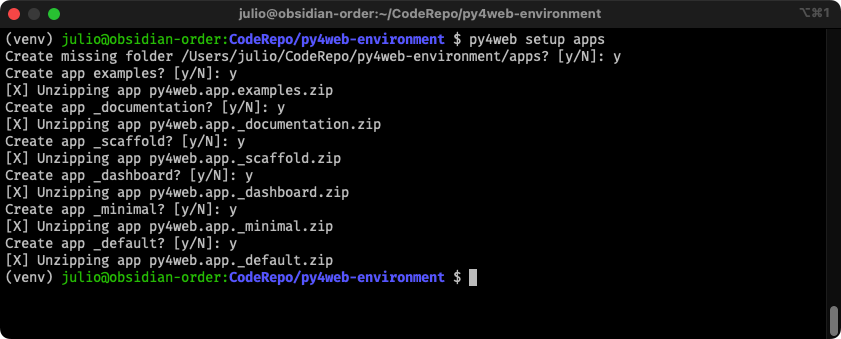 julio@obsidian-order:~/CodeRepo/py4web-environment
⌥⌘1
(venv) julio@obsidian-order:CodeRepo/py4web-environment $ py4web setup apps
Create missing folder /Users/julio/CodeRepo/py4web-environment/apps? [y/N]: y
Create app examples? [y/N]: y
[X] Unzipping app py4web.app.examples.zip
Create app _documentation? [y/N]: y
[X] Unzipping app py4web.app._documentation.zip
Create app _scaffold? [y/N]: y
[X] Unzipping app py4web.app._scaffold.zip
Create app _dashboard? [y/N]: y
[X] Unzipping app py4web.app._dashboard.zip
Create app _minimal? [y/N]: y
[X] Unzipping app py4web.app._minimal.zip
Create app _default? [y/N]: y
[X] Unzipping app py4web.app._default.zip
(venv) julio@obsidian-order:CodeRepo/py4web-environment $